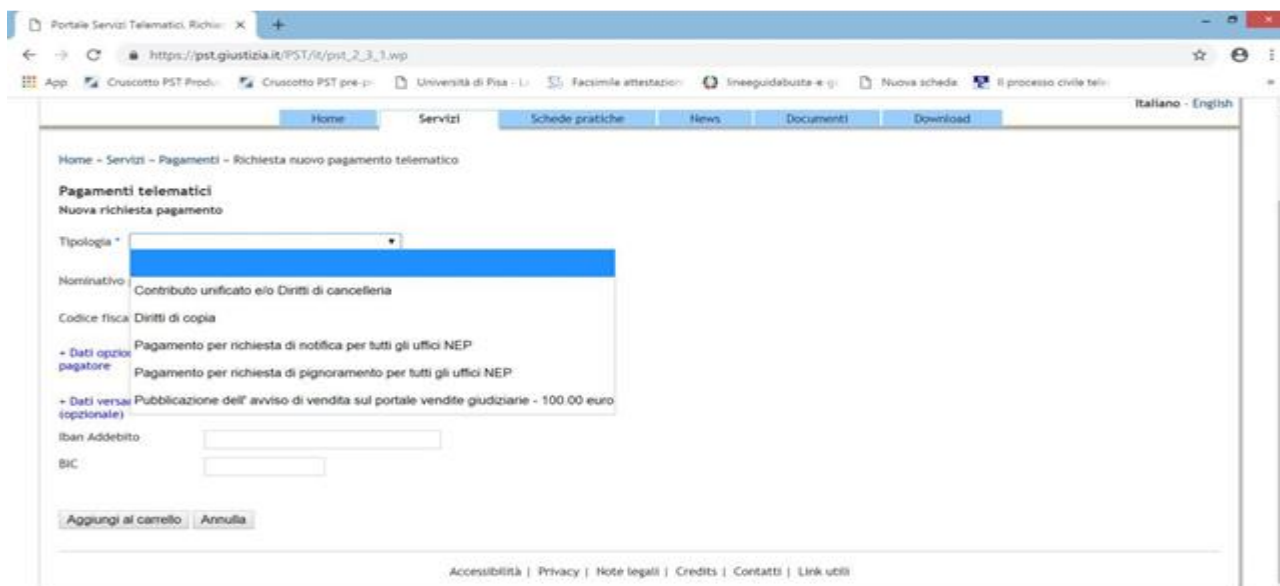 Portale Servizi Telematici, Richie
https://pst.giustizia.it/PST/it/pst_2_3_1.wp
App Cruscotto PST Produ Cruscotto PST pre-p Università di Pisa - Facsimile attestazion lineeguidabusta-e-g Nuova scheda Il processo civile tele
Italiano - English
Home Servizi Schede pratiche News Documenti Download
Home - Servizi - Pagamenti - Richiesta nuovo pagamento telematico
Pagamenti telematici
Nuova richiesta pagamento
Tipologia *
Nominativo
Contributo unificato e/o Diritti di cancelleria
Codice fisca
Diritti di copia
Pagamento per richiesta di notifica per tutti gli uffici NEP
+ Dati opzion
pagatore
Pagamento per richiesta di pignoramento per tutti gli uffici NEP
+ Dati versa
Pubblicazione dell' avviso di vendita sul portale vendite giudiziarie - 100.00 euro
(opzionale)
Iban Addebito
BIC
Aggiungi al carrello Annulla
Accessibilità | Privacy | Note legali | Credits | Contatti | Link utili